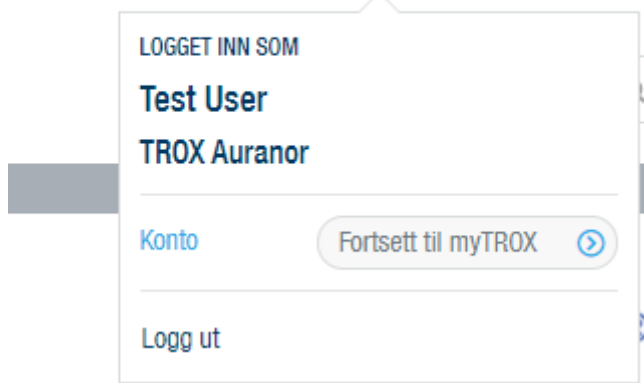 LOGGET INN SOM
Test User
TROX Auranor
Konto
Fortsett til myTROX
Logg ut